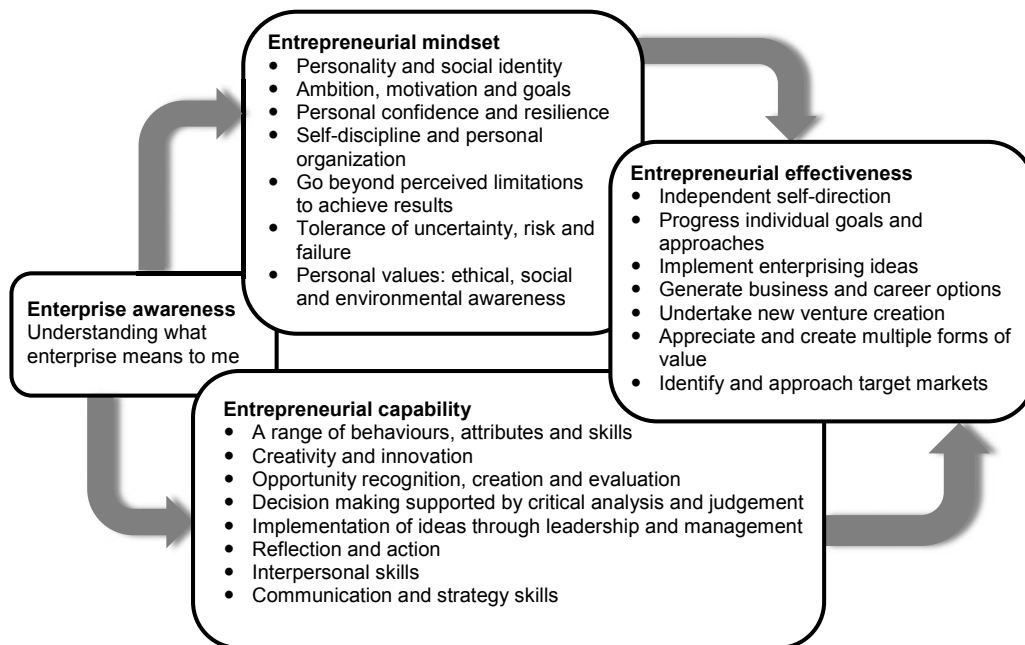 Entrepreneurial mindset
• Personality and social identity
• Ambition, motivation and goals
• Personal confidence and resilience
• Self-discipline and personal
organization
• Go beyond perceived limitations
to achieve results
• Tolerance of uncertainty, risk and
failure
• Personal values: ethical, social
and environmental awareness
Entrepreneurial effectiveness
• Independent self-direction
• Progress individual goals and
approaches
• Implement enterprising ideas
• Generate business and career options
• Undertake new venture creation
• Appreciate and create multiple forms of
value
• Identify and approach target markets
Enterprise awareness
Understanding what
enterprise means to me
Entrepreneurial capability
• A range of behaviours, attributes and skills
• Creativity and innovation
• Opportunity recognition, creation and evaluation
• Decision making supported by critical analysis and judgement
• Implementation of ideas through leadership and management
• Reflection and action
• Interpersonal skills
• Communication and strategy skills